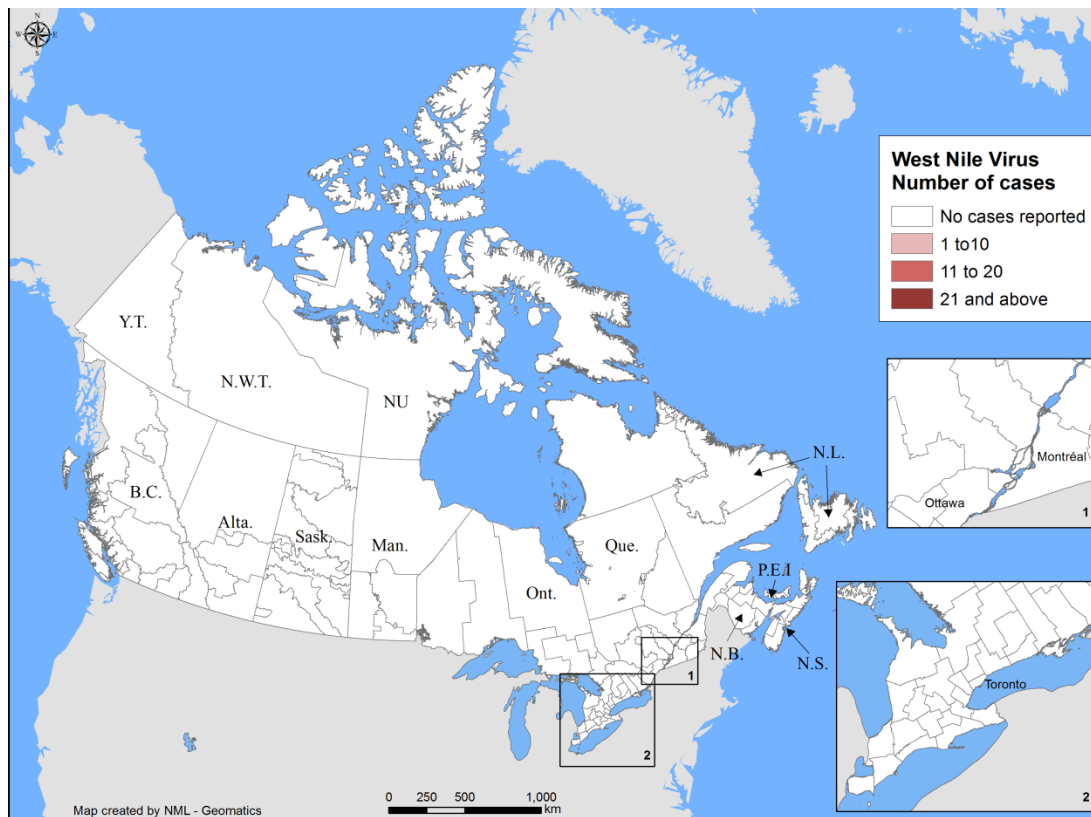 N
W
E
S
West Nile Virus
Number of cases
No cases reported
1 to10
11 to 20
21 and above
Y.T.
N.W.T.
NU
B.C.
Alta.
Sask.
Man.
Ont.
Que.
N.L.
P.E.I
N.B.
N.S.
1
2
Montréal
Ottawa
1
Toronto
2
Map created by NML - Geomatics
0 250 500 1,000
km